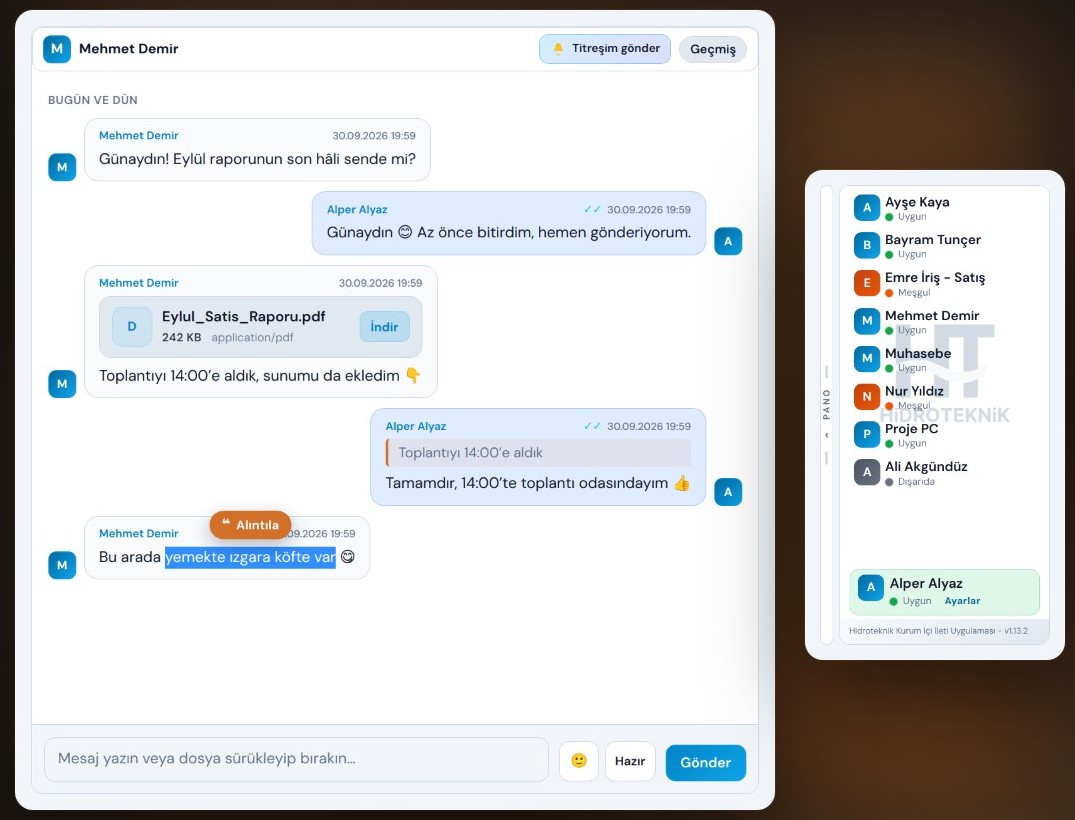 M Mehmet Demir
🔔 Titreşim gönder
Geçmiş
BUGÜN VE DÜN
Mehmet Demir 30.09.2026 19:59
Günaydın! Eylül raporunun son hâli sende mi?
M
Alper Alyaz ✓✓ 30.09.2026 19:59
Günaydın 😊 Az önce bitirdim, hemen gönderiyorum.
A
Mehmet Demir 30.09.2026 19:59
D
Eylul_Satis_Raporu.pdf
242 KB application/pdf
İndir
Toplantıyı 14:00’e aldık, sunumu da ekledim 👇
M
Alper Alyaz ✓✓ 30.09.2026 19:59
Toplantıyı 14:00’e aldık
Tamamdır, 14:00’te toplantı odasındayım 👍
A
❝ Alıntıla
Mehmet Demir 09.2026 19:59
Bu arada yemekte ızgara köfte var 😋
M
Mesaj yazın veya dosya sürükleyip bırakın...
🙂
Hazır
Gönder
PANO
A Ayşe Kaya
Uygun
B Bayram Tunçer
Uygun
E Emre İriş - Satış
Meşgul
M Mehmet Demir
Uygun
M Muhasebe
Uygun
N Nur Yıldız
Meşgul
P Proje PC
Uygun
A Ali Akgündüz
Dışarıda
HT
HiDROTEKNiK
A Alper Alyaz
Uygun Ayarlar
Hidroteknik Kurum İçi İleti Uygulaması - v1.13.2